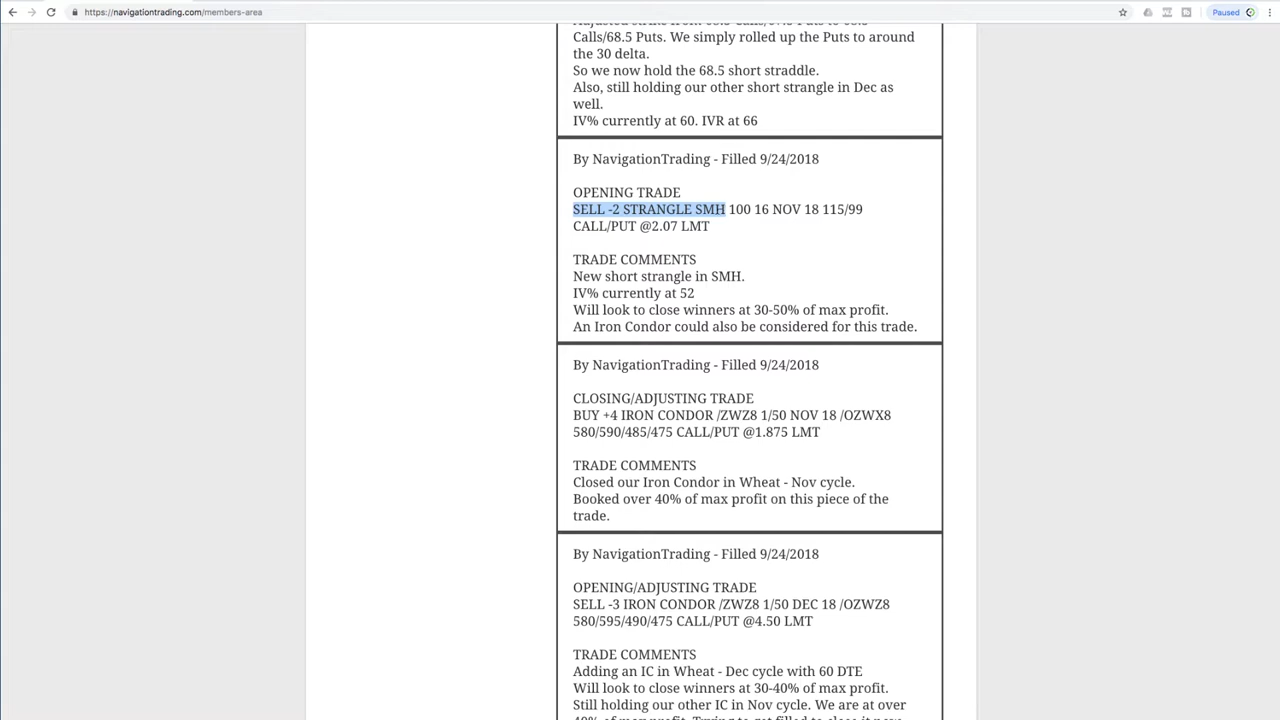 https://navigationtrading.com/members-area
Paused
Calls/68.5 Puts. We simply rolled up the Puts to around
the 30 delta.
So we now hold the 68.5 short straddle.
Also, still holding our other short strangle in Dec as
well.
IV% currently at 60. IVR at 66
By NavigationTrading - Filled 9/24/2018
OPENING TRADE
SELL -2 STRANGLE SMH 100 16 NOV 18 115/99
CALL/PUT @2.07 LMT
TRADE COMMENTS
New short strangle in SMH.
IV% currently at 52
Will look to close winners at 30-50% of max profit.
An Iron Condor could also be considered for this trade.
By NavigationTrading - Filled 9/24/2018
CLOSING/ADJUSTING TRADE
BUY +4 IRON CONDOR /ZWZ8 1/50 NOV 18 /OZWX8
580/590/485/475 CALL/PUT @1.875 LMT
TRADE COMMENTS
Closed our Iron Condor in Wheat - Nov cycle.
Booked over 40% of max profit on this piece of the
trade.
By NavigationTrading - Filled 9/24/2018
OPENING/ADJUSTING TRADE
SELL -3 IRON CONDOR /ZWZ8 1/50 DEC 18 /OZWZ8
580/595/490/475 CALL/PUT @4.50 LMT
TRADE COMMENTS
Adding an IC in Wheat - Dec cycle with 60 DTE
Will look to close winners at 30-40% of max profit.
Still holding our other IC in Nov cycle. We are at over